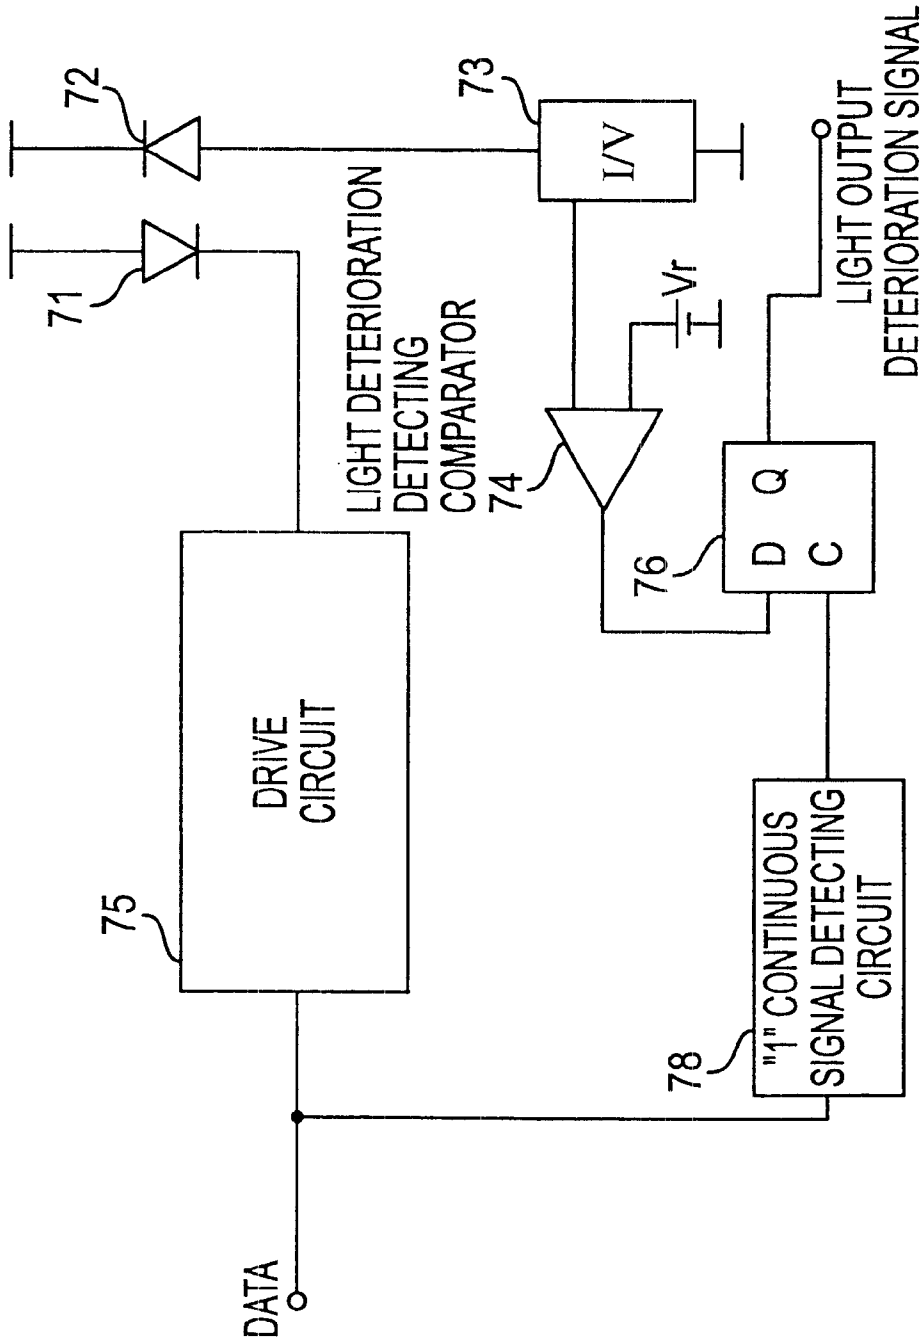 DATA
75
DRIVE
CIRCUIT
71
72
LIGHT DETERIORATION
DETECTING
COMPARATOR
73
I/V
74
Vr
76
D Q
C
78
"1" CONTINUOUS
SIGNAL DETECTING
CIRCUIT
LIGHT OUTPUT
DETERIORATION SIGNAL